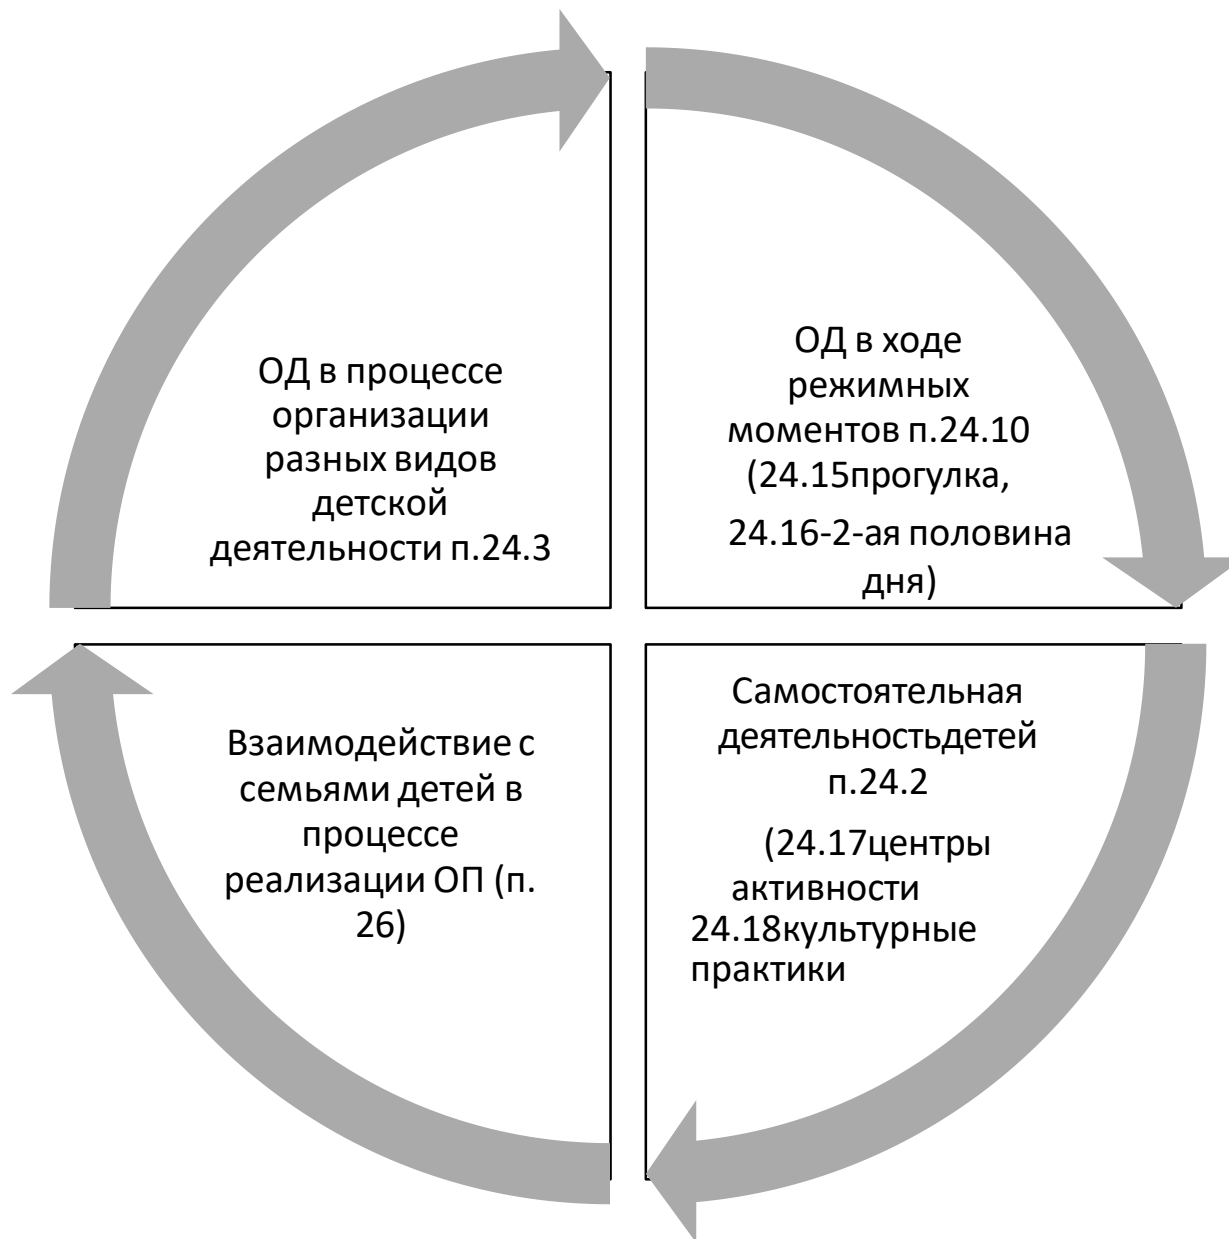 ОД в процессе
организации
разных видов
детской
деятельности п.24.3
ОД в ходе
режимных
моментов п.24.10
(24.15прогулка,
24.16-2-ая половина
дня)
Взаимодействие с
семьями детей в
процессе
реализации ОП (п.
26)
Самостоятельная
деятельностьдетей
п.24.2
(24.17центры
активности
24.18культурные
практики